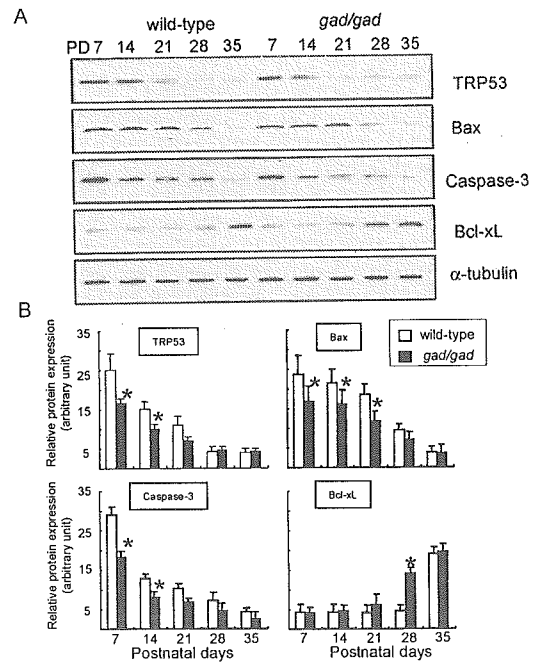 A
wild-type gad/gad
PD 7 14 21 28 35 7 14 21 28 35
TRP53
Bax
Caspase-3
Bcl-xL
α-tubulin
B
wild-type
gad/gad
Relative protein expression
(arbitrary unit)
35
25
15
5
TRP53
*
*
Bax
*
*
*
Relative protein expression
(arbitrary unit)
35
25
15
5
Caspase-3
*
*
Bcl-xL
*
7 14 21 28 35
Postnatal days
7 14 21 28 35
Postnatal days